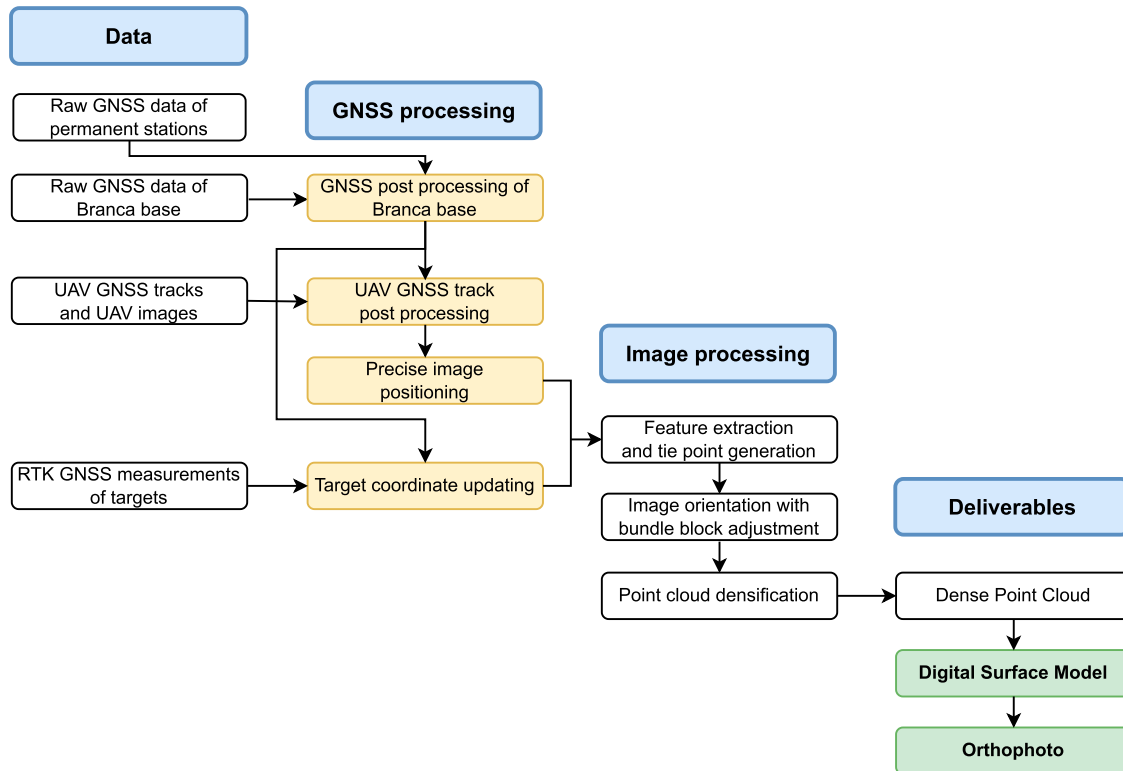 Data
Raw GNSS data of
permanent stations
Raw GNSS data of
Branca base
UAV GNSS tracks
and UAV images
RTK GNSS measurements
of targets
GNSS processing
GNSS post processing of
Branca base
UAV GNSS track
post processing
Precise image
positioning
Target coordinate updating
Image processing
Feature extraction
and tie point generation
Image orientation with
bundle block adjustment
Point cloud densification
Deliverables
Dense Point Cloud
Digital Surface Model
Orthophoto